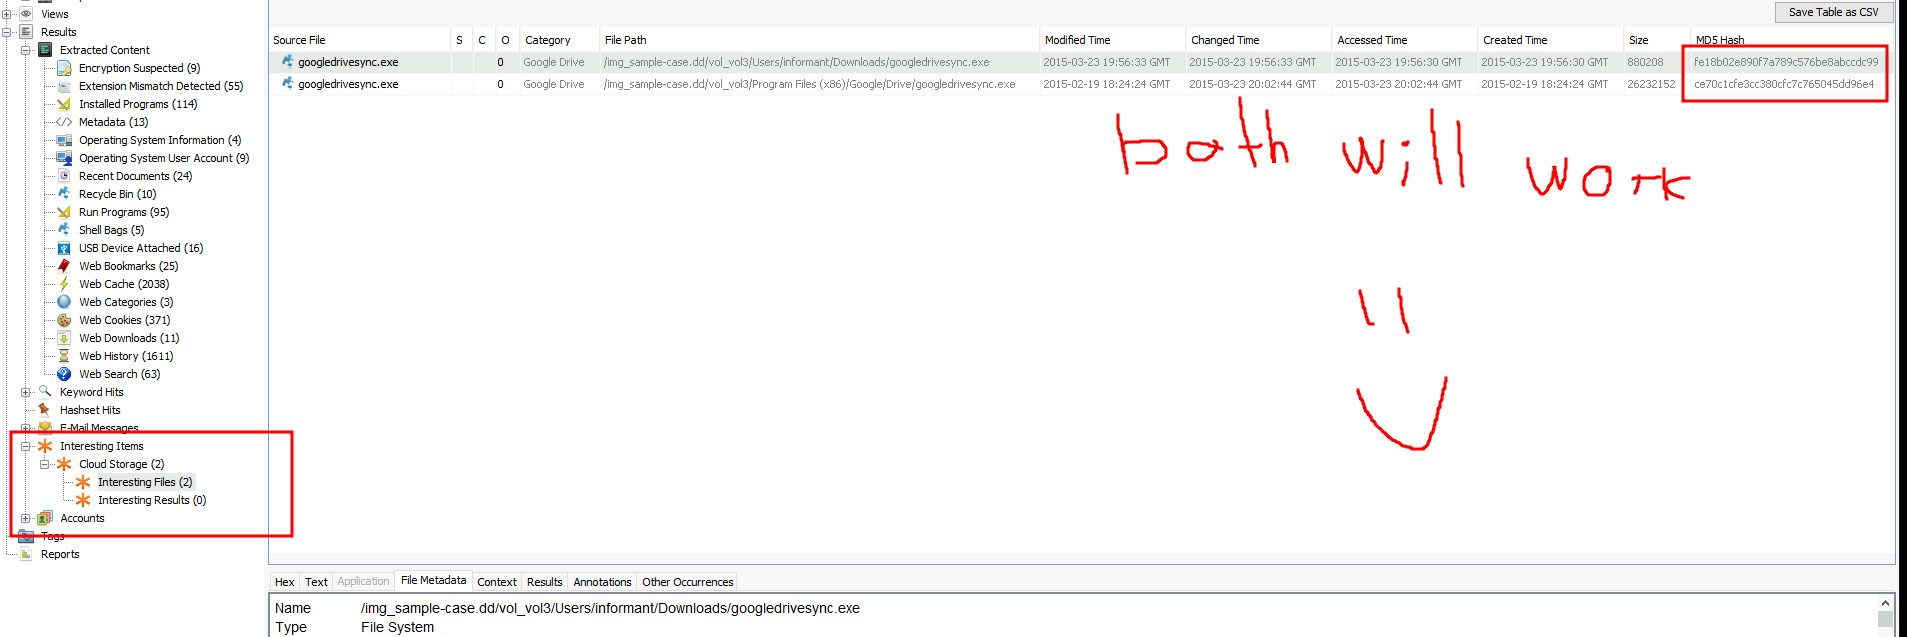 Views
Results
Extracted Content
Encryption Suspected (9)
Extension Mismatch Detected (55)
Installed Programs (114)
Metadata (13)
Operating System Information (4)
Operating System User Account (9)
Recent Documents (24)
Recycle Bin (10)
Run Programs (95)
Shell Bags (5)
USB Device Attached (16)
Web Bookmarks (25)
Web Cache (2038)
Web Categories (3)
Web Cookies (371)
Web Downloads (11)
Web History (1611)
Web Search (63)
Keyword Hits
Hashset Hits
E-Mail Messages
Interesting Items
Cloud Storage (2)
Interesting Files (2)
Interesting Results (0)
Accounts
Tags
Reports
Save Table as CSV
Source File S C O Category File Path Modified Time Changed Time Accessed Time Created Time Size MD5 Hash
googledrivesync.exe 0 Google Drive /img_sample-case.dd/vol_vol3/Users/informant/Downloads/googledrivesync.exe 2015-03-23 19:56:33 GMT 2015-03-23 19:56:33 GMT 2015-03-23 19:56:30 GMT 2015-03-23 19:56:30 GMT 880208 fe18b02e890f7a789c576be8abccdc99
googledrivesync.exe 0 Google Drive /img_sample-case.dd/vol_vol3/Program Files (x86)/Google/Drive/googledrivesync.exe 2015-02-19 18:24:24 GMT 2015-03-23 20:02:44 GMT 2015-03-23 20:02:44 GMT 2015-02-19 18:24:24 GMT 26232152 ce70c1cfe3cc380cfc7c765045dd96e4
both will work
Hex Text Application File Metadata Context Results Annotations Other Occurrences
Name /img_sample-case.dd/vol_vol3/Users/informant/Downloads/googledrivesync.exe
Type File System